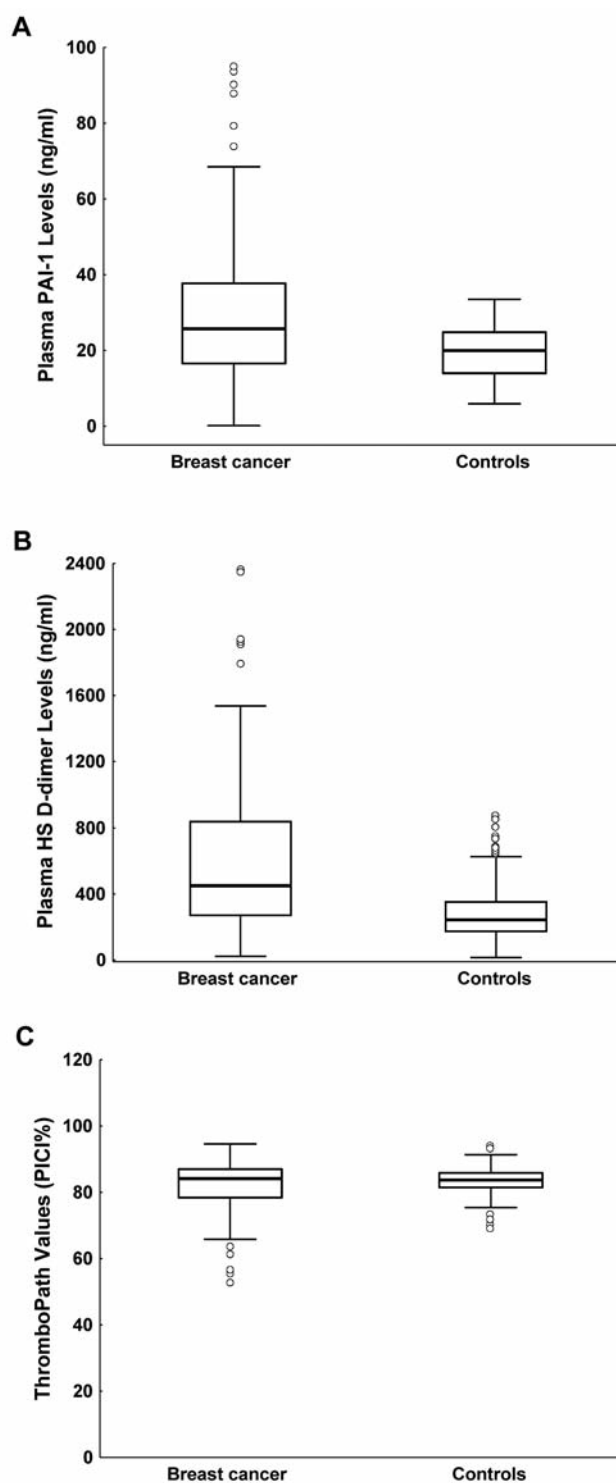 A
Plasma PAI-1 Levels (ng/ml)
100
80
60
40
20
0
Breast cancer Controls
B
Plasma HS D-dimer Levels (ng/ml)
2400
2000
1600
1200
800
400
0
Breast cancer Controls
C
ThromboPath Values (PICI%)
120
100
80
60
40
20
0
Breast cancer Controls